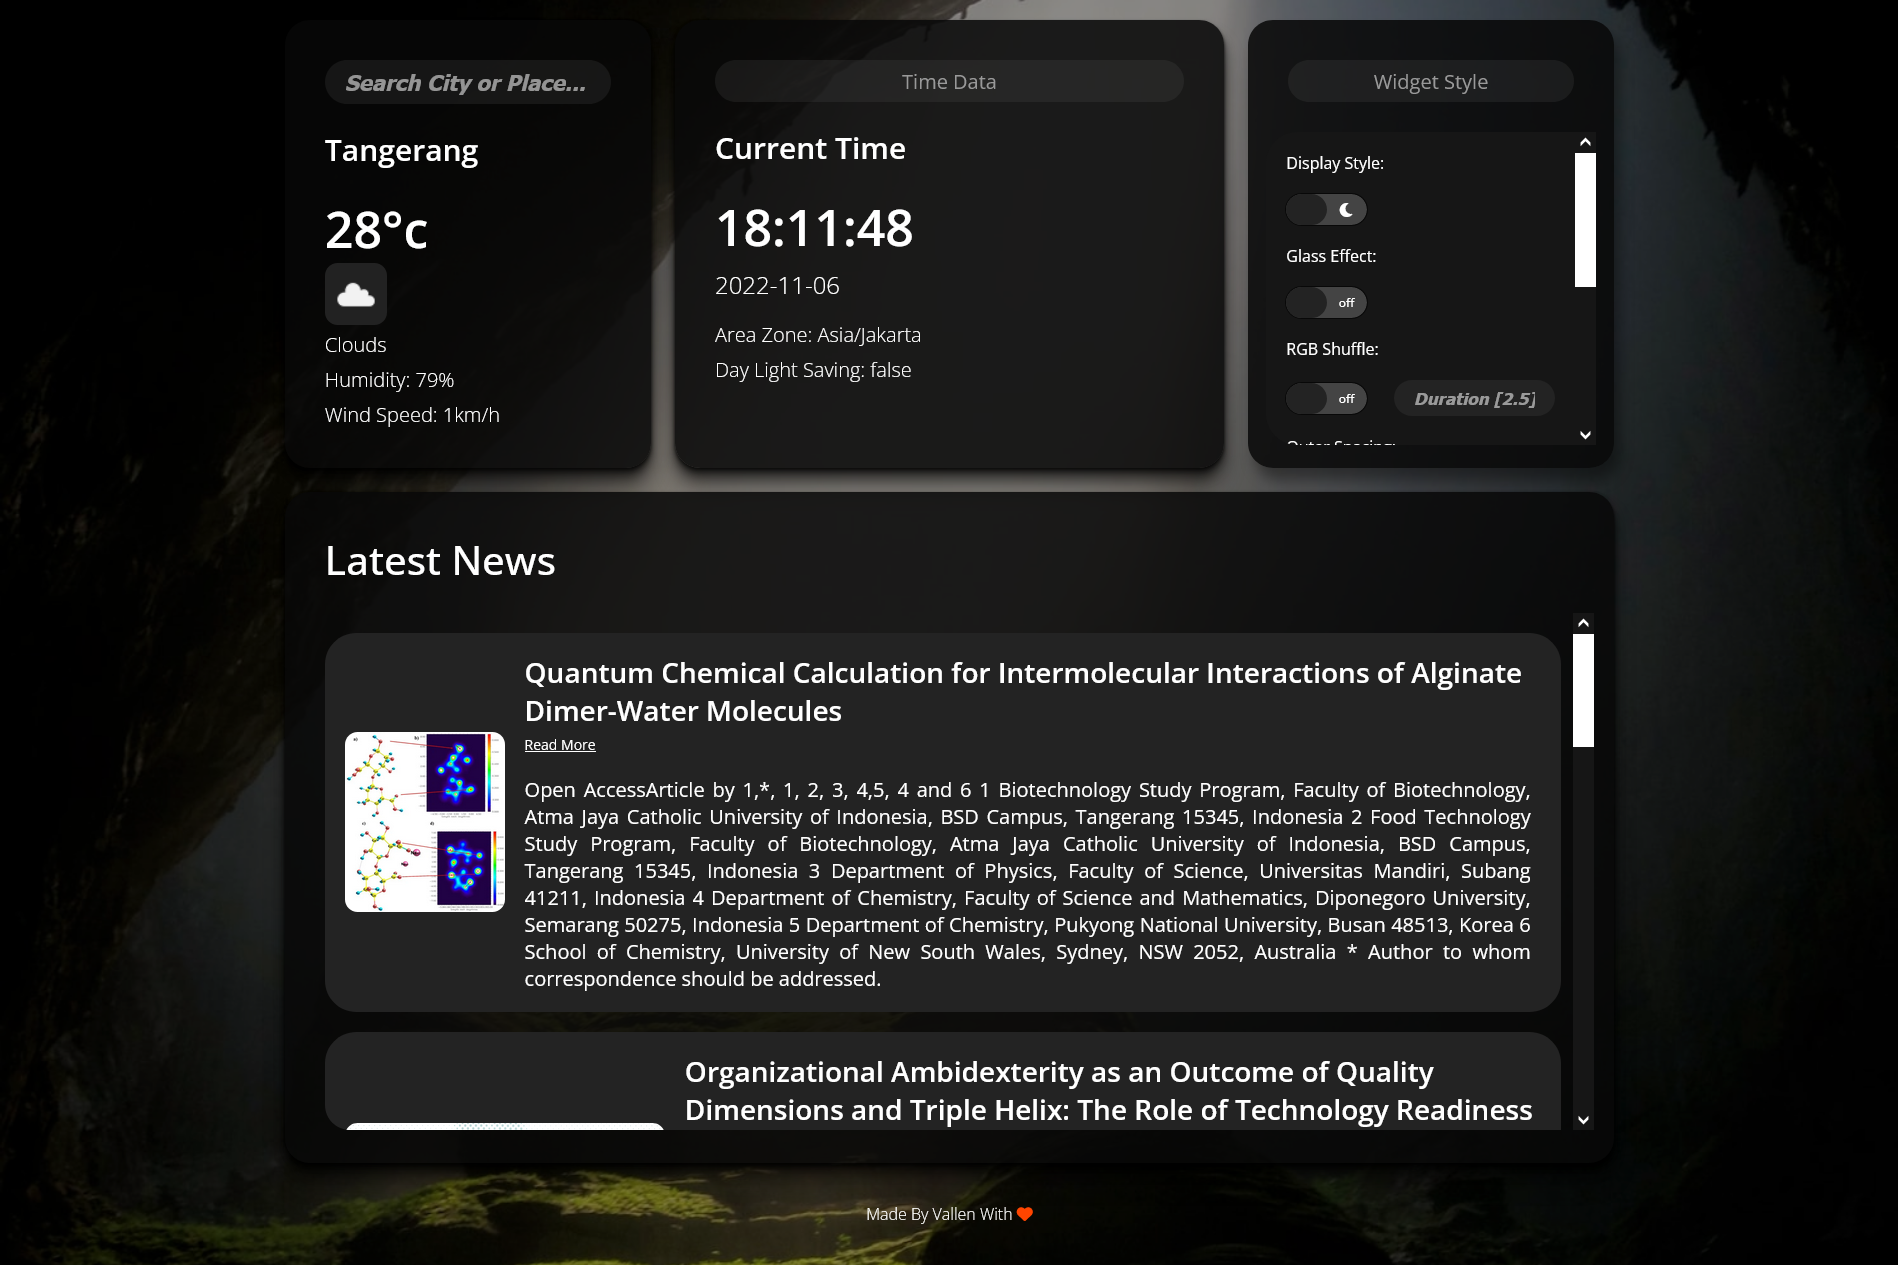 Search City or Place...
Tangerang
28°c
Clouds
Humidity: 79%
Wind Speed: 1km/h
Time Data
Current Time
18:11:48
2022-11-06
Area Zone: Asia/Jakarta
Day Light Saving: false
Widget Style
Display Style:
Glass Effect:
off
RGB Shuffle:
off
Duration [2.5]
Outer Spacing:
Latest News
Quantum Chemical Calculation for Intermolecular Interactions of Alginate
Dimer-Water Molecules
Read More
Open AccessArticle by 1,*, 1, 2, 3, 4,5, 4 and 6 1 Biotechnology Study Program, Faculty of Biotechnology,
Atma Jaya Catholic University of Indonesia, BSD Campus, Tangerang 15345, Indonesia 2 Food Technology
Study Program, Faculty of Biotechnology, Atma Jaya Catholic University of Indonesia, BSD Campus,
Tangerang 15345, Indonesia 3 Department of Physics, Faculty of Science, Universitas Mandiri, Subang
41211, Indonesia 4 Department of Chemistry, Faculty of Science and Mathematics, Diponegoro University,
Semarang 50275, Indonesia 5 Department of Chemistry, Pukyong National University, Busan 48513, Korea 6
School of Chemistry, University of New South Wales, Sydney, NSW 2052, Australia * Author to whom
correspondence should be addressed.
Organizational Ambidexterity as an Outcome of Quality
Dimensions and Triple Helix: The Role of Technology Readiness
Made By Vallen With